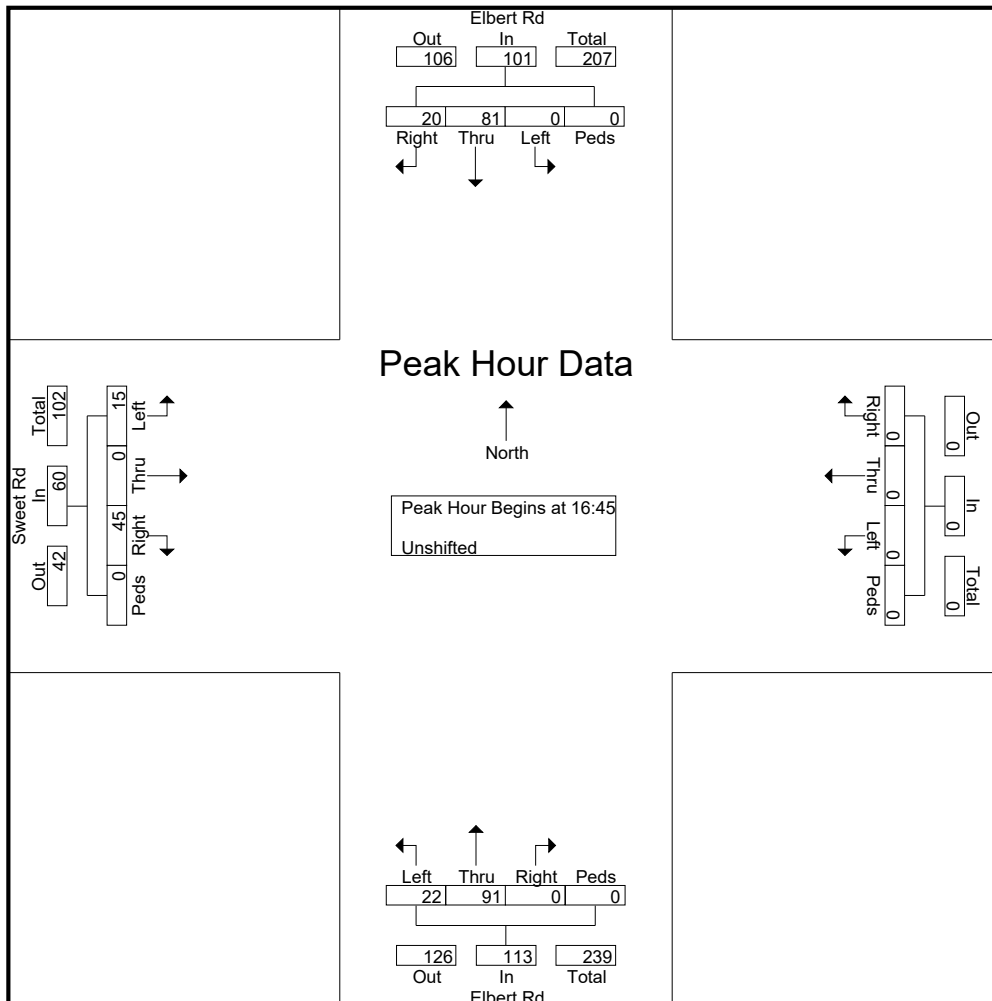 Elbert Rd
Out In Total
106 101 207
20 81 0 0
Right Thru Left Peds
Peak Hour Data
North
Peak Hour Begins at 16:45
Unshifted
Sweet Rd
Total In Out
102 60 42
15 0 45 0
Left Thru Right Peds
Out In Total
0 0 0
0 0 0 0
Right Thru Left Peds
Left Thru Right Peds
22 91 0 0
126 113 239
Out In Total
Elbert Rd